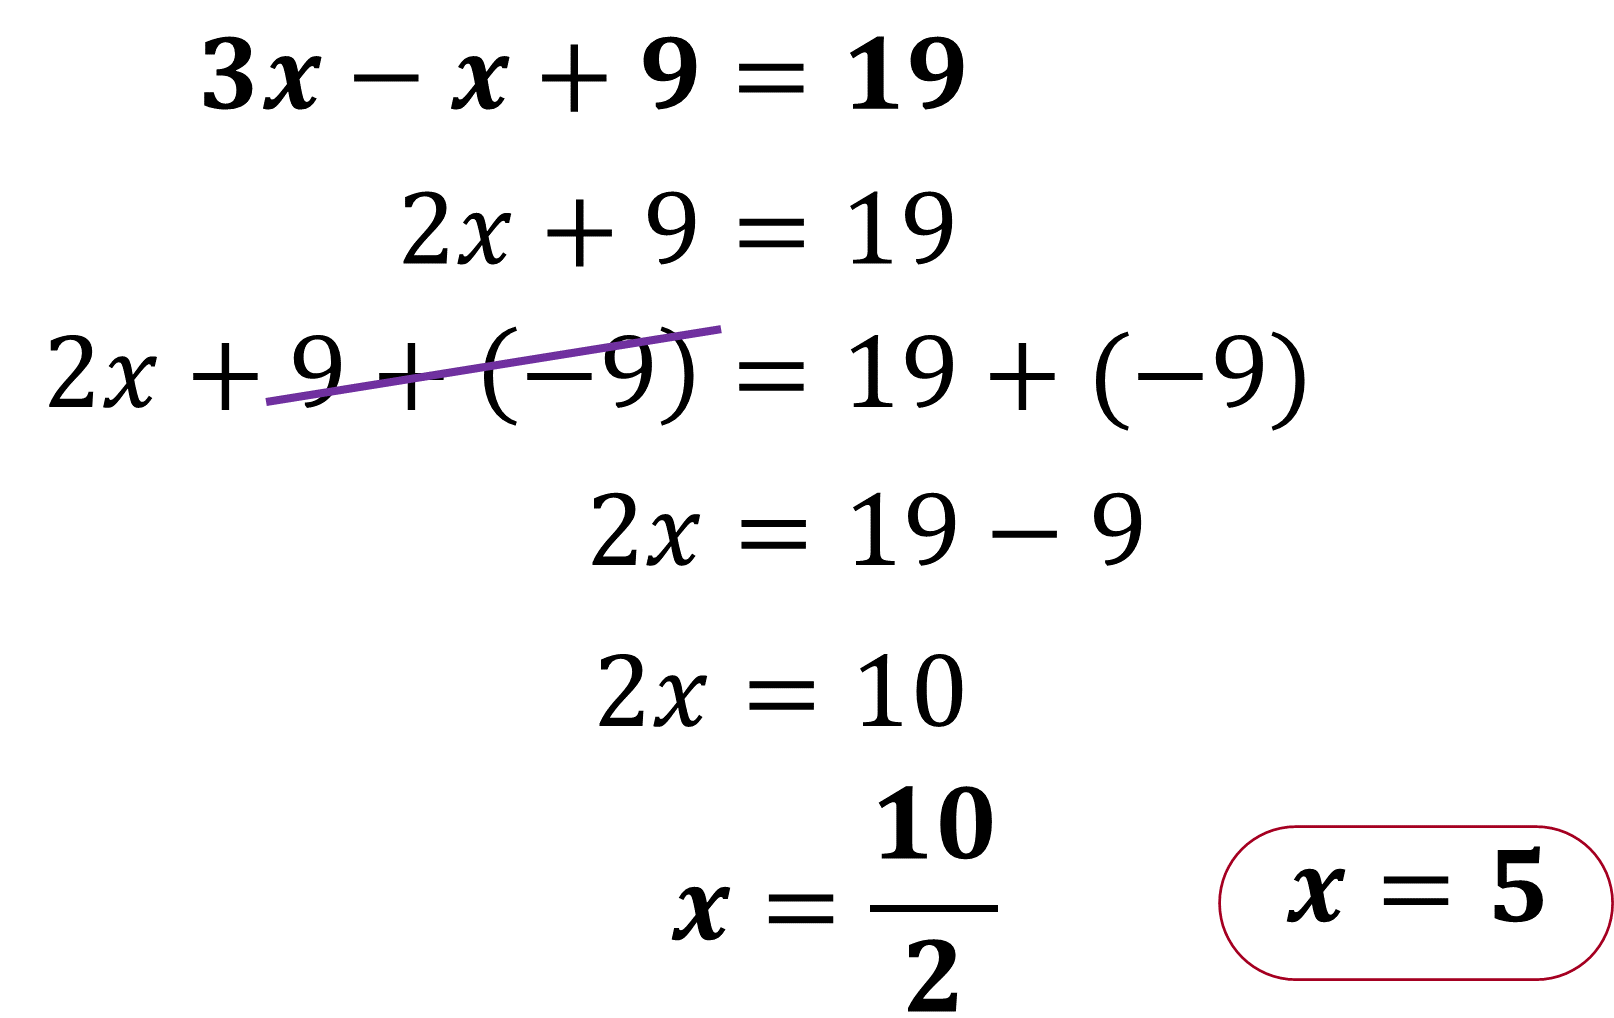 3x − x + 9 = 19
2x + 9 = 19
2x + 9 + (−9) = 19 + (−9)
2x = 19 − 9
2x = 10
x = 10/2
x = 5